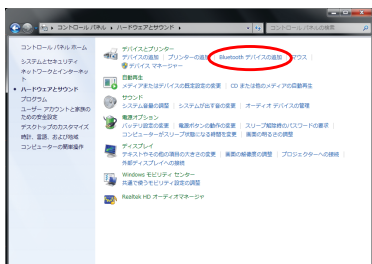 コントロール パネル ▸ ハードウェアとサウンド ▸
コントロール パネルの検索
コントロール パネル ホーム
システムとセキュリティ
ネットワークとインターネット
ハードウェアとサウンド
プログラム
ユーザー アカウントと家族のための安全設定
デスクトップのカスタマイズ
時計、言語、および地域
コンピューターの簡単操作
デバイスとプリンター
デバイスの追加 | プリンターの追加 | Bluetooth デバイスの追加 | マウス
デバイス マネージャー
自動再生
メディアまたはデバイスの既定設定の変更 | CD または他のメディアの自動再生
サウンド
システム音量の調整 | システムが出す音の変更 | オーディオ デバイスの管理
電源オプション
バッテリ設定の変更 | 電源ボタンの動作の変更 | スリープ解除時のパスワードの要求
コンピューターがスリープ状態になる時間を変更 | 画面の明るさの調整
ディスプレイ
テキストやその他の項目の大きさの変更 | 画面の解像度の調整 | プロジェクターへの接続
外部ディスプレイへの接続
Windows モビリティ センター
共通で使うモビリティ設定の調整
Realtek HD オーディオマネージャ